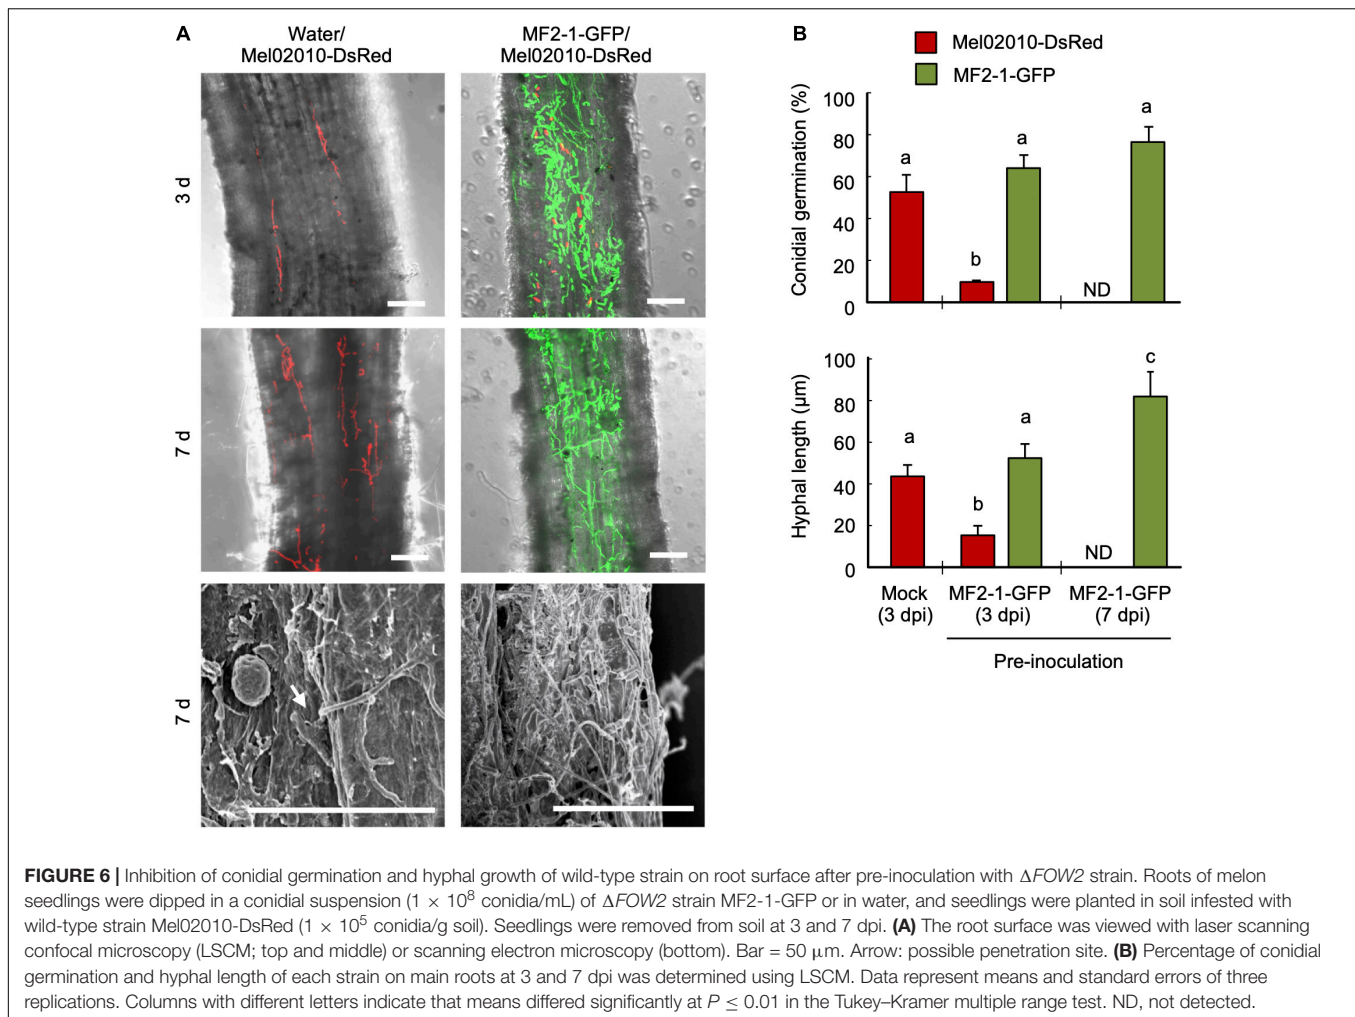 A
Water/
Mel02010-DsRed
MF2-1-GFP/
Mel02010-DsRed
3 d
7 d
7 d
B
Mel02010-DsRed
MF2-1-GFP
Conidial germination (%)
100
80
60
40
20
0
a
b
a
ND
a
Hyphal length (µm)
100
80
60
40
20
0
a
b
a
ND
c
Mock
(3 dpi)
MF2-1-GFP
(3 dpi)
MF2-1-GFP
(7 dpi)
Pre-inoculation
FIGURE 6 | Inhibition of conidial germination and hyphal growth of wild-type strain on root surface after pre-inoculation with ΔFOW2 strain. Roots of melon
seedlings were dipped in a conidial suspension (1 × 10⁸ conidia/mL) of ΔFOW2 strain MF2-1-GFP or in water, and seedlings were planted in soil infested with
wild-type strain Mel02010-DsRed (1 × 10⁵ conidia/g soil). Seedlings were removed from soil at 3 and 7 dpi. (A) The root surface was viewed with laser scanning
confocal microscopy (LSCM; top and middle) or scanning electron microscopy (bottom). Bar = 50 µm. Arrow: possible penetration site. (B) Percentage of conidial
germination and hyphal length of each strain on main roots at 3 and 7 dpi was determined using LSCM. Data represent means and standard errors of three
replications. Columns with different letters indicate that means differed significantly at P ≤ 0.01 in the Tukey–Kramer multiple range test. ND, not detected.